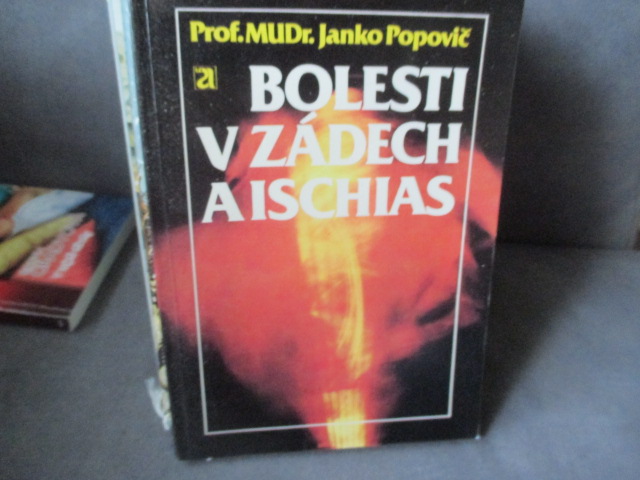 Prof. MUDr. Janko Popovič
a
BOLESTI
V ZÁDECH
A ISCHIAS